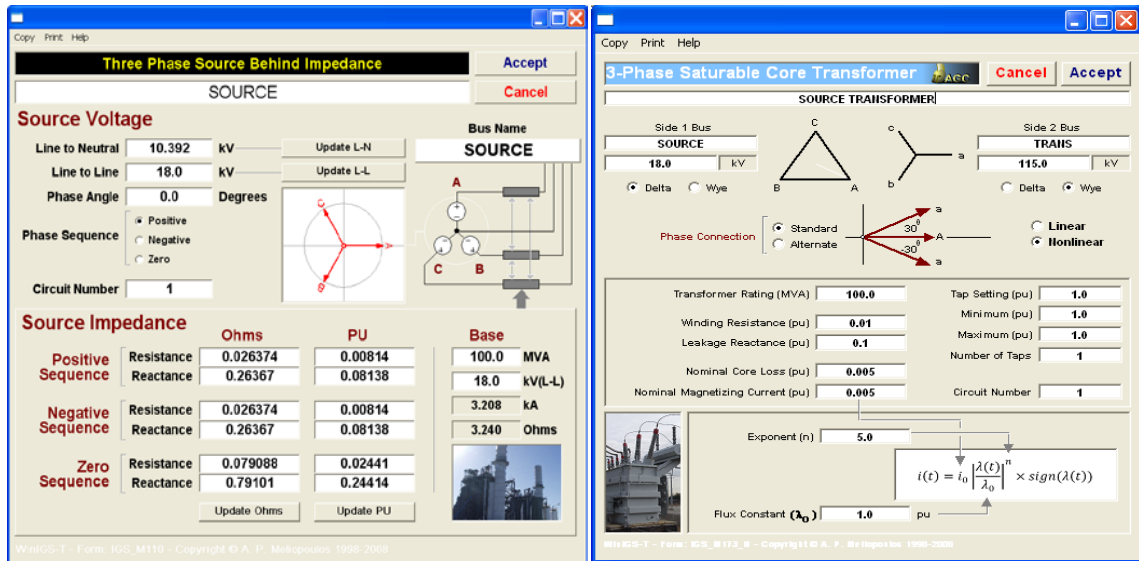 Copy Print Help
Three Phase Source Behind Impedance
Accept
SOURCE
Cancel
Source Voltage
Line to Neutral 10.392 kV Update L-N
Line to Line 18.0 kV Update L-L
Phase Angle 0.0 Degrees
Phase Sequence
Positive
Negative
Zero
Circuit Number 1
C
A
B
Bus Name
SOURCE
A
C B
Source Impedance
Ohms PU Base
Positive Sequence
Resistance 0.026374 0.00814 100.0 MVA
Reactance 0.26367 0.08138 18.0 kV(L-L)
Negative Sequence
Resistance 0.026374 0.00814 3.208 kA
Reactance 0.26367 0.08138 3.240 Ohms
Zero Sequence
Resistance 0.079088 0.02441
Reactance 0.79101 0.24414
Update Ohms Update PU
WinIGS-T - Form: IGS_M110 - Copyright © A. P. Meliopoulos 1998-2008
Copy Print Help
3-Phase Saturable Core Transformer
AGC
Cancel Accept
SOURCE TRANSFORMER
Side 1 Bus
SOURCE
18.0 kV
Delta Wye
C
B A
c
a
b
Side 2 Bus
TRANS
115.0 kV
Delta Wye
Phase Connection
Standard
Alternate
a
30°
A
-30°
a
Linear
Nonlinear
Transformer Rating (MVA) 100.0 Tap Setting (pu) 1.0
Winding Resistance (pu) 0.01 Minimum (pu) 1.0
Leakage Reactance (pu) 0.1 Maximum (pu) 1.0
Number of Taps 1
Nominal Core Loss (pu) 0.005
Nominal Magnetizing Current (pu) 0.005 Circuit Number 1
Exponent (n) 5.0
i(t) = i₀ |λ(t)/λ₀|ⁿ × sign(λ(t))
Flux Constant (λ₀) 1.0 pu
WinIGS-T - Form: IGS_M173_N - Copyright © A. P. Meliopoulos 1998-2008